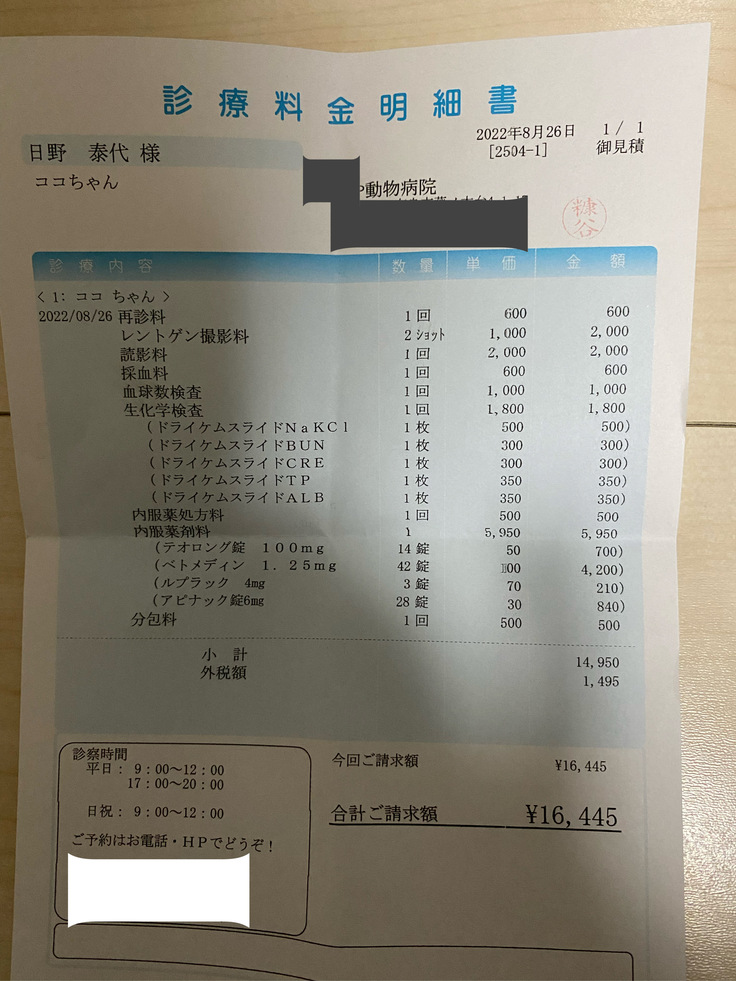 診療料金明細書
2022年8月26日 1/1
[2504-1] 御見積
日野 泰代 様
ココちゃん
動物病院
糠谷
診療内容 数量 単価 金額
<1: ココ ちゃん >
2022/08/26 再診料 1回 600 600
レントゲン撮影料 2ショット 1,000 2,000
読影料 1回 2,000 2,000
採血料 1回 600 600
血球数検査 1回 1,000 1,000
生化学検査 1回 1,800 1,800
(ドライケムスライドNaKCl 1枚 500 500)
(ドライケムスライドBUN 1枚 300 300)
(ドライケムスライドCRE 1枚 300 300)
(ドライケムスライドTP 1枚 350 350)
(ドライケムスライドALB 1枚 350 350)
内服薬処方料 1回 500 500
内服薬剤料 1 5,950 5,950
(テオロング錠 100mg 14錠 50 700)
(ベトメディン 1.25mg 42錠 100 4,200)
(ルプラック 4mg 3錠 70 210)
(アピナック錠6mg 28錠 30 840)
分包料 1回 500 500
小計 14,950
外税額 1,495
診察時間
平日: 9:00〜12:00
17:00〜20:00
日祝: 9:00〜12:00
ご予約はお電話・HPでどうぞ!
今回ご請求額 ¥16,445
合計ご請求額 ¥16,445